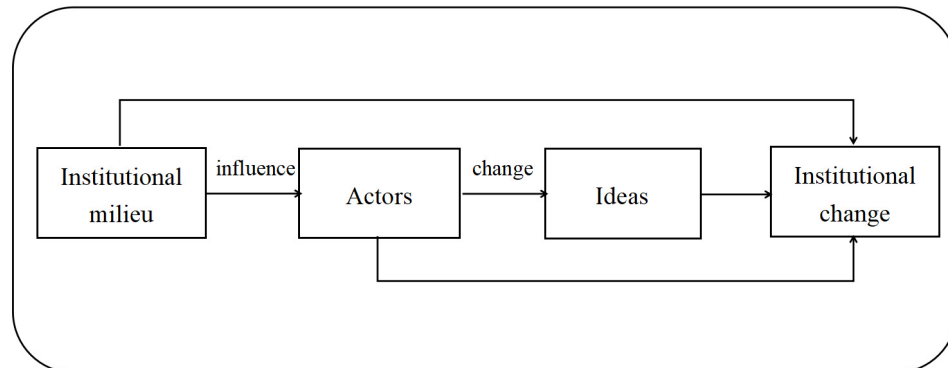 Institutional
milieu
influence
Actors
change
Ideas
Institutional
change